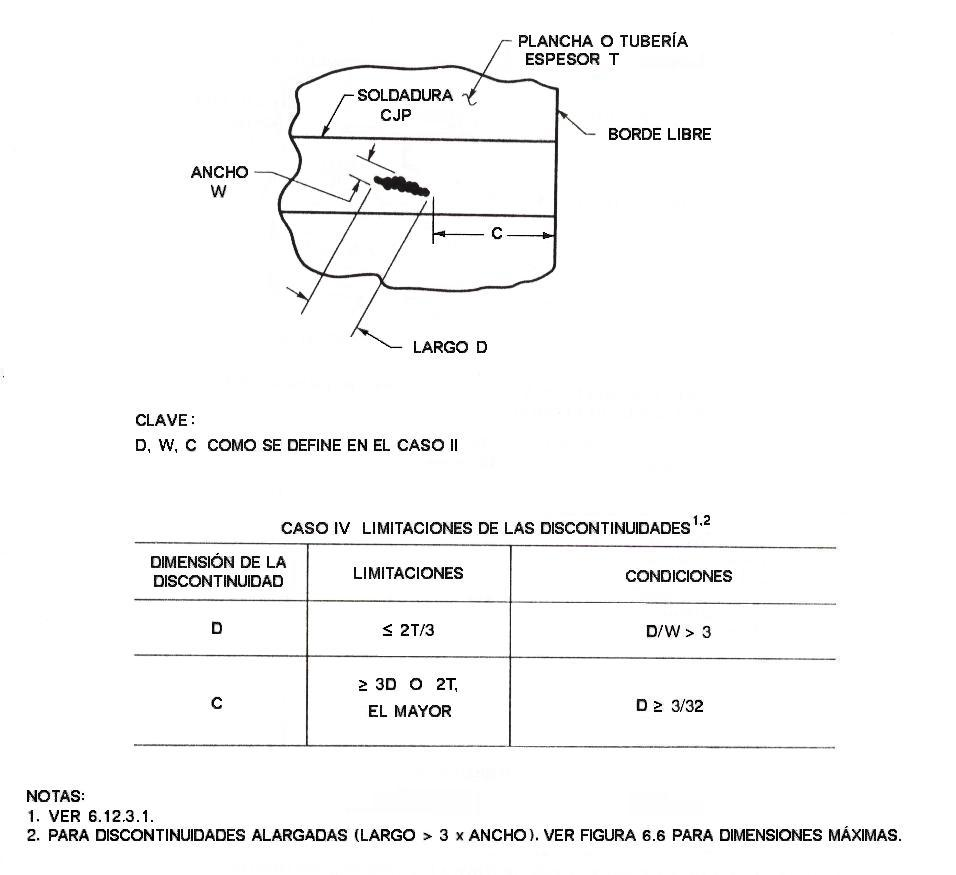 PLANCHA O TUBERÍA
ESPESOR T
SOLDADURA
CJP
BORDE LIBRE
ANCHO
W
C
LARGO D
CLAVE:
D, W, C COMO SE DEFINE EN EL CASO II
CASO IV LIMITACIONES DE LAS DISCONTINUIDADES1,2
DIMENSIÓN DE LA
DISCONTINUIDAD
LIMITACIONES
CONDICIONES
D
≤ 2T/3
D/W > 3
C
≥ 3D O 2T,
EL MAYOR
D ≥ 3/32
NOTAS:
1. VER 6.12.3.1.
2. PARA DISCONTINUIDADES ALARGADAS (LARGO > 3 x ANCHO). VER FIGURA 6.6 PARA DIMENSIONES MÁXIMAS.